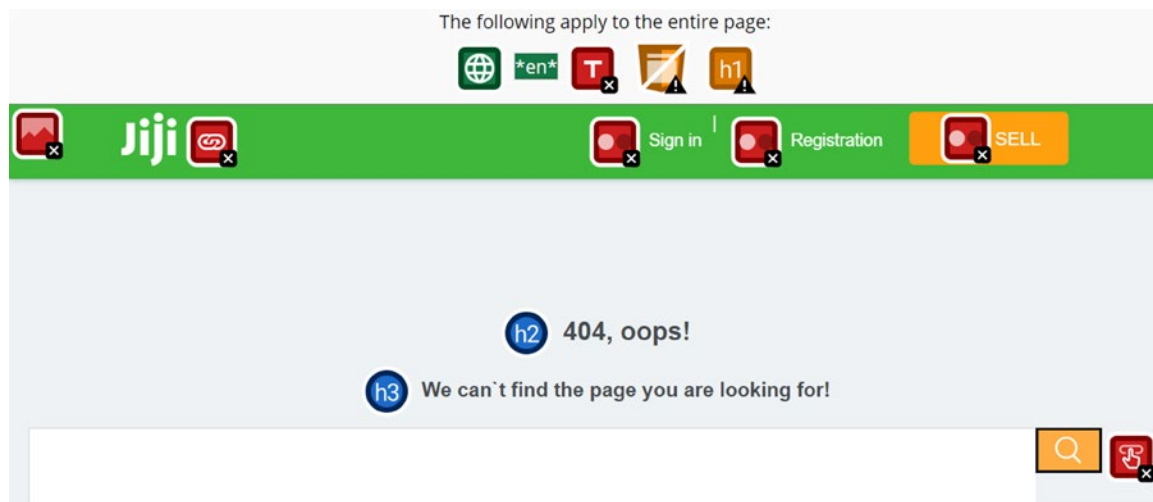 The following apply to the entire page:
*en* T h1
Jiji Sign in | Registration SELL
h2 404, oops!
h3 We can`t find the page you are looking for!